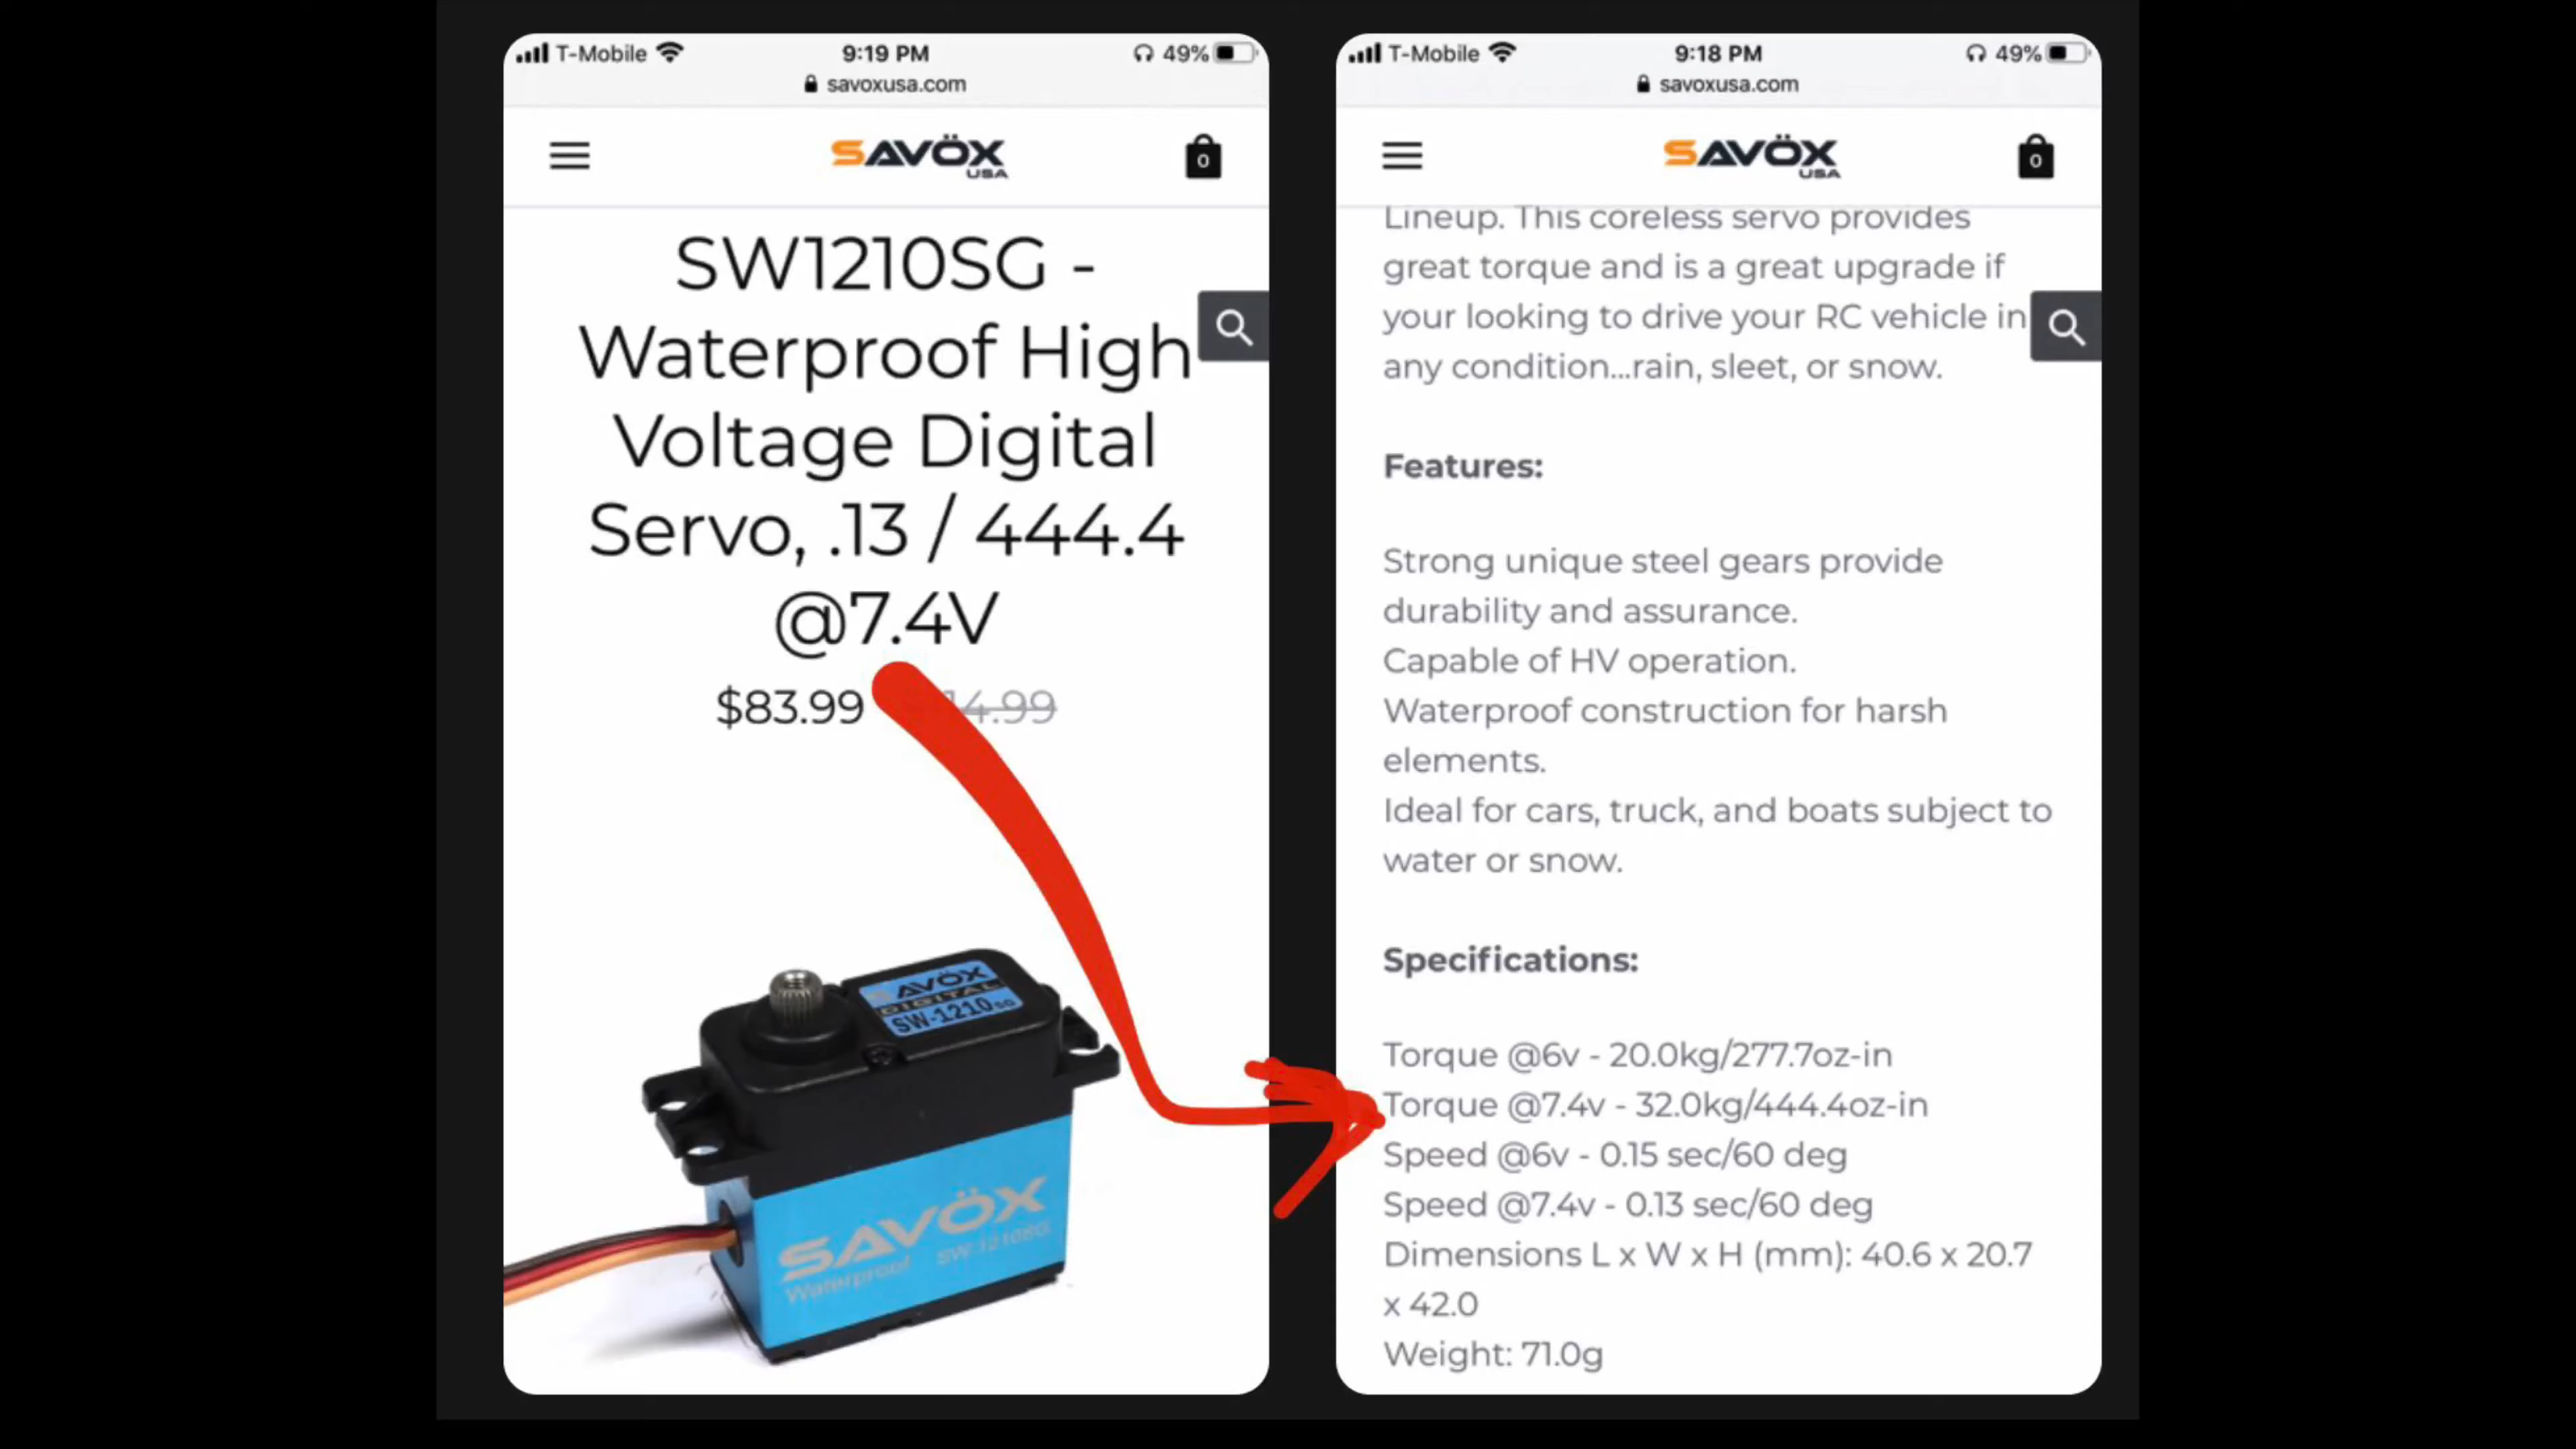 T-Mobile 9:19 PM 49%
savoxusa.com
SAVÖX
USA
0
SW1210SG -
Waterproof High
Voltage Digital
Servo, .13 / 444.4
@7.4V
$83.99 14.99
SAVÖX
DIGITAL
SW-1210SG
SAVÖX
Waterproof SW-1210SG
T-Mobile 9:18 PM 49%
savoxusa.com
SAVÖX
USA
0
Lineup. This coreless servo provides
great torque and is a great upgrade if
your looking to drive your RC vehicle in
any condition...rain, sleet, or snow.
Features:
Strong unique steel gears provide
durability and assurance.
Capable of HV operation.
Waterproof construction for harsh
elements.
Ideal for cars, truck, and boats subject to
water or snow.
Specifications:
Torque @6v - 20.0kg/277.7oz-in
Torque @7.4v - 32.0kg/444.4oz-in
Speed @6v - 0.15 sec/60 deg
Speed @7.4v - 0.13 sec/60 deg
Dimensions L x W x H (mm): 40.6 x 20.7
x 42.0
Weight: 71.0g